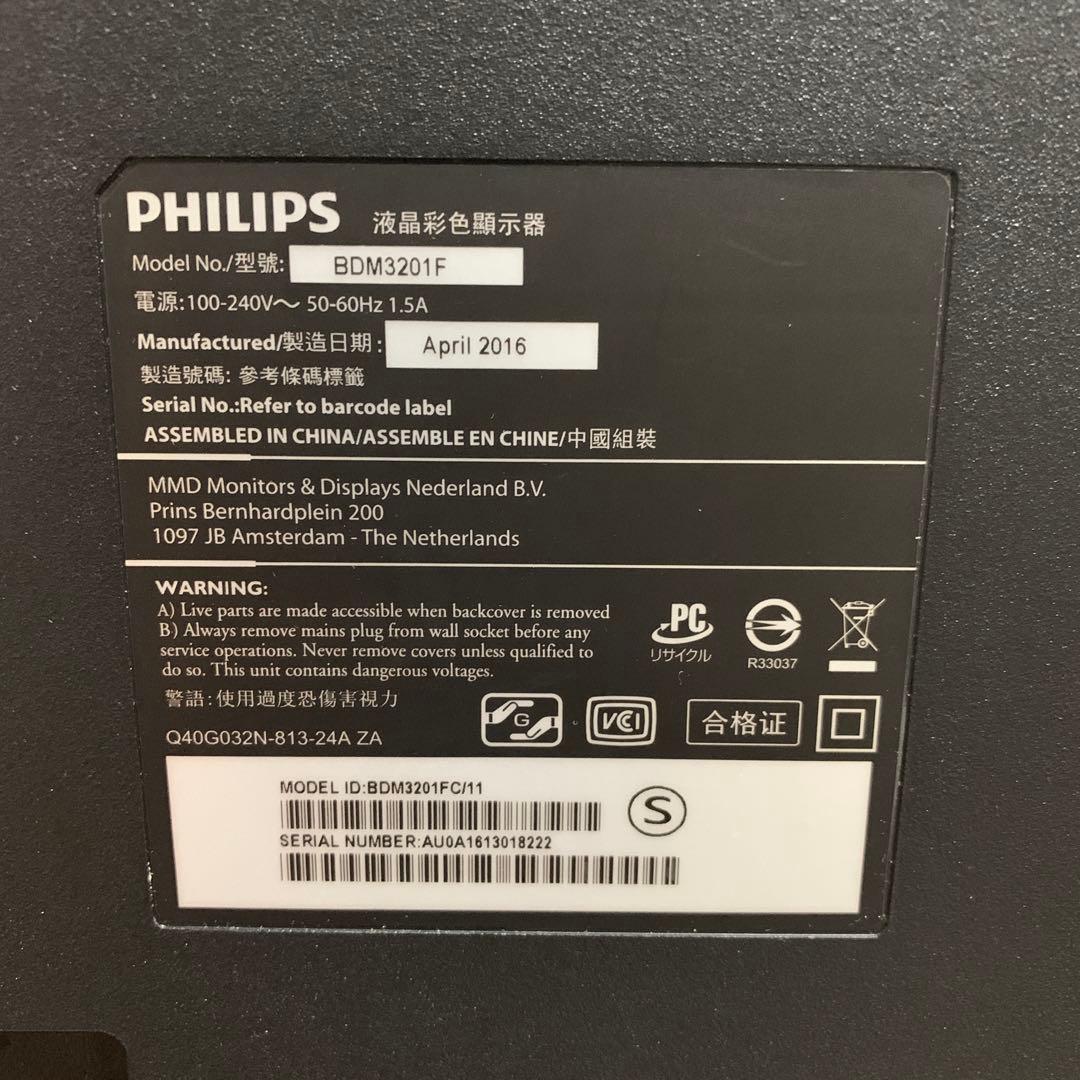 PHILIPS 液晶彩色顯示器
Model No./型號: BDM3201F
電源:100-240V～ 50-60Hz 1.5A
Manufactured/製造日期: April 2016
製造號碼: 參考條碼標籤
Serial No.:Refer to barcode label
ASSEMBLED IN CHINA/ASSEMBLE EN CHINE/中國組裝
MMD Monitors & Displays Nederland B.V.
Prins Bernhardplein 200
1097 JB Amsterdam - The Netherlands
WARNING:
A) Live parts are made accessible when backcover is removed
B) Always remove mains plug from wall socket before any
service operations. Never remove covers unless qualified to
do so. This unit contains dangerous voltages.
警語:使用過度恐傷害視力
Q40G032N-813-24A ZA
PC
リサイクル
R33037
G
VCCI
合格证
MODEL ID:BDM3201FC/11
S
SERIAL NUMBER:AU0A1613018222